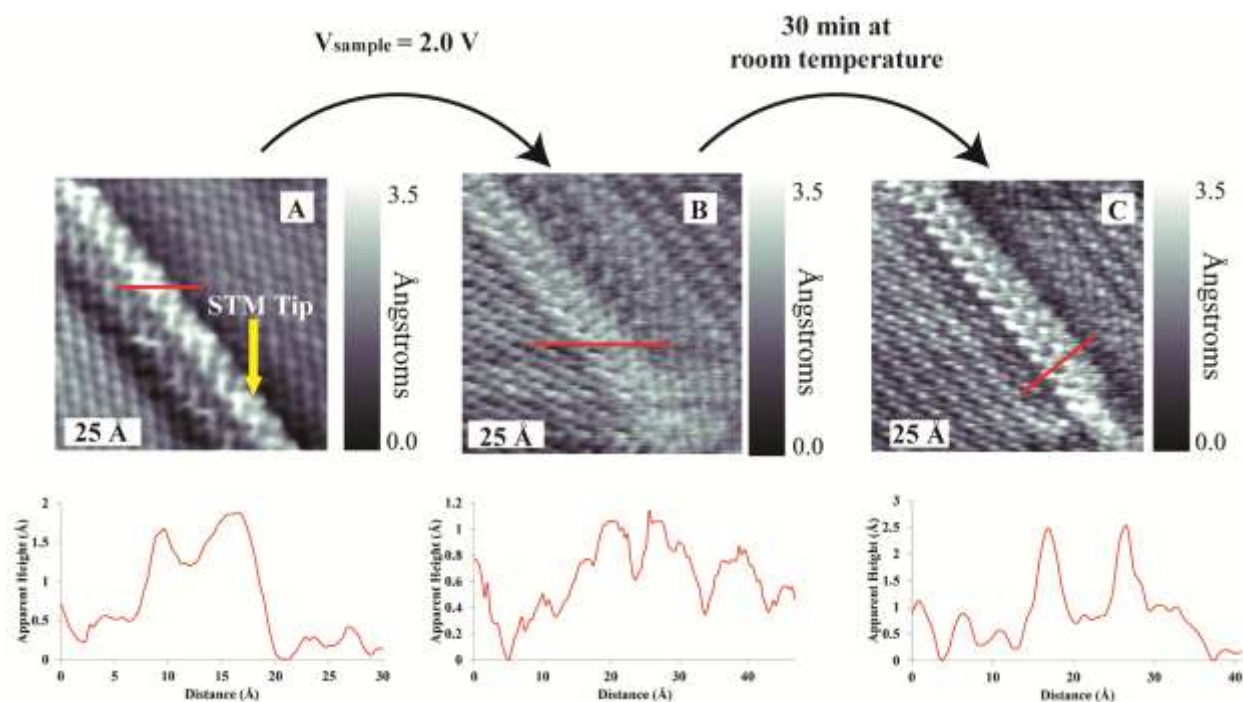 V sample = 2.0 V
30 min at
room temperature
A
3.5
Ångstroms
0.0
STM Tip
25 Å
B
3.5
Ångstroms
0.0
25 Å
C
3.5
Ångstroms
0.0
25 Å
Apparent Height (Å)
2
1.5
1
0.5
0
0 5 10 15 20 25 30
Distance (Å)
Apparent Height (Å)
1.2
1
0.8
0.6
0.4
0.2
0
0 10 20 30 40
Distance (Å)
Apparent Height (Å)
3
2.5
2
1.5
1
0.5
0
0 10 20 30 40
Distance (Å)